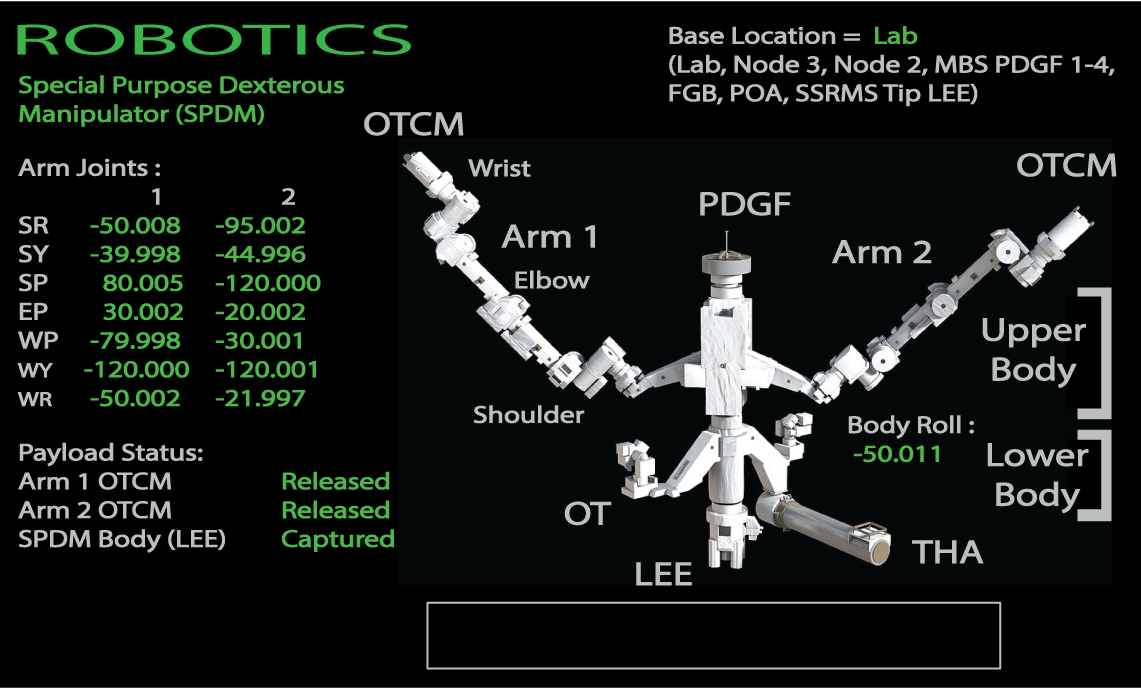 ROBOTICS
Special Purpose Dexterous
Manipulator (SPDM)
Base Location = Lab
(Lab, Node 3, Node 2, MBS PDGF 1-4,
FGB, POA, SSRMS Tip LEE)
Arm Joints :
1 2
SR -50.008 -95.002
SY -39.998 -44.996
SP 80.005 -120.000
EP 30.002 -20.002
WP -79.998 -30.001
WY -120.000 -120.001
WR -50.002 -21.997
Payload Status:
Arm 1 OTCM Released
Arm 2 OTCM Released
SPDM Body (LEE) Captured
OTCM
Wrist
Arm 1
Elbow
Shoulder
PDGF
Arm 2
OTCM
Upper
Body
Body Roll :
-50.011
Lower
Body
OT
LEE
THA